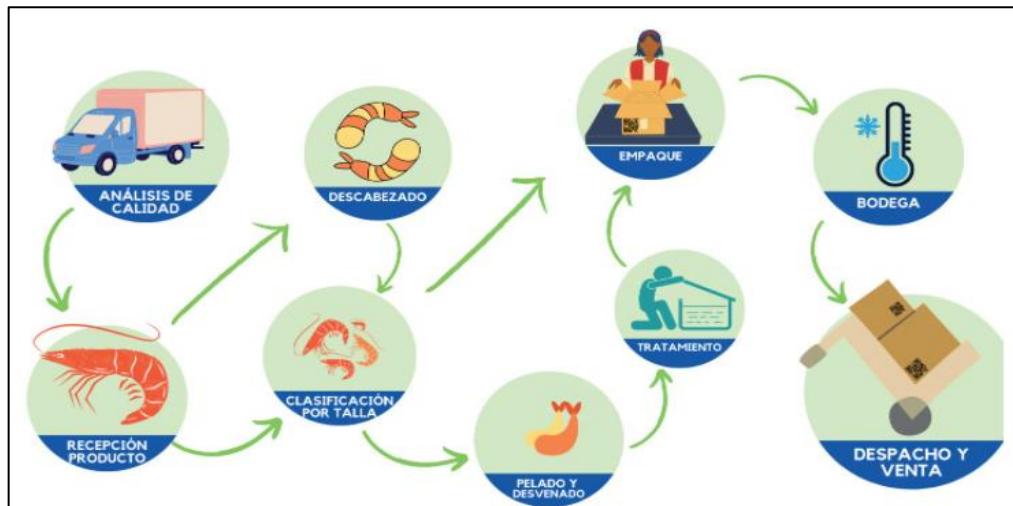 ANÁLISIS DE
CALIDAD
RECEPCIÓN
PRODUCTO
DESCABEZADO
CLASIFICACIÓN
POR TALLA
PELADO Y
DESVENADO
TRATAMIENTO
EMPAQUE
BODEGA
DESPACHO Y
VENTA